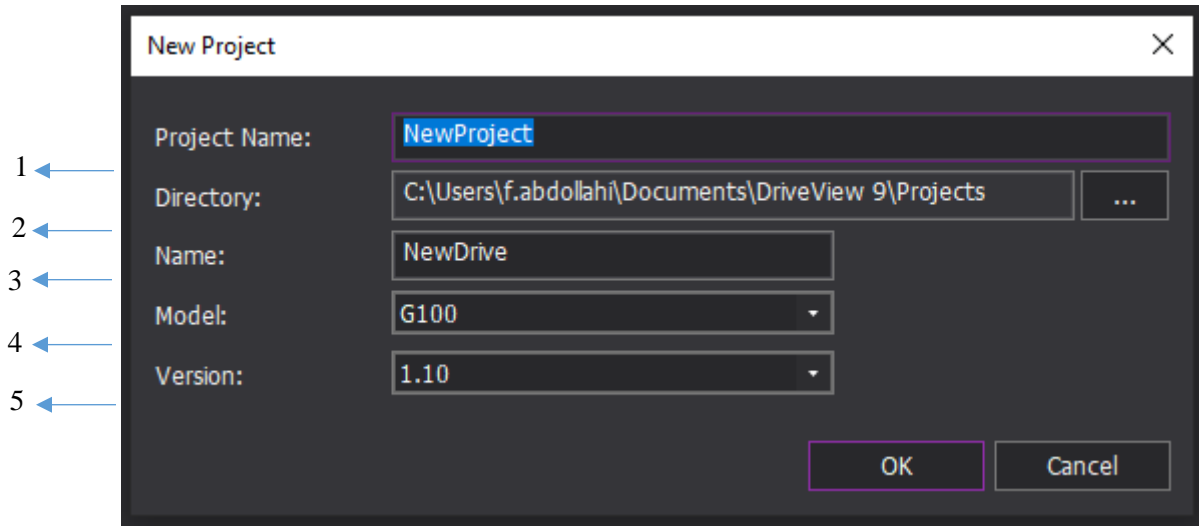 New Project
Project Name: NewProject
1
Directory: C:\Users\f.abdollahi\Documents\DriveView 9\Projects ...
2
Name: NewDrive
3
Model: G100
4
Version: 1.10
5
OK Cancel